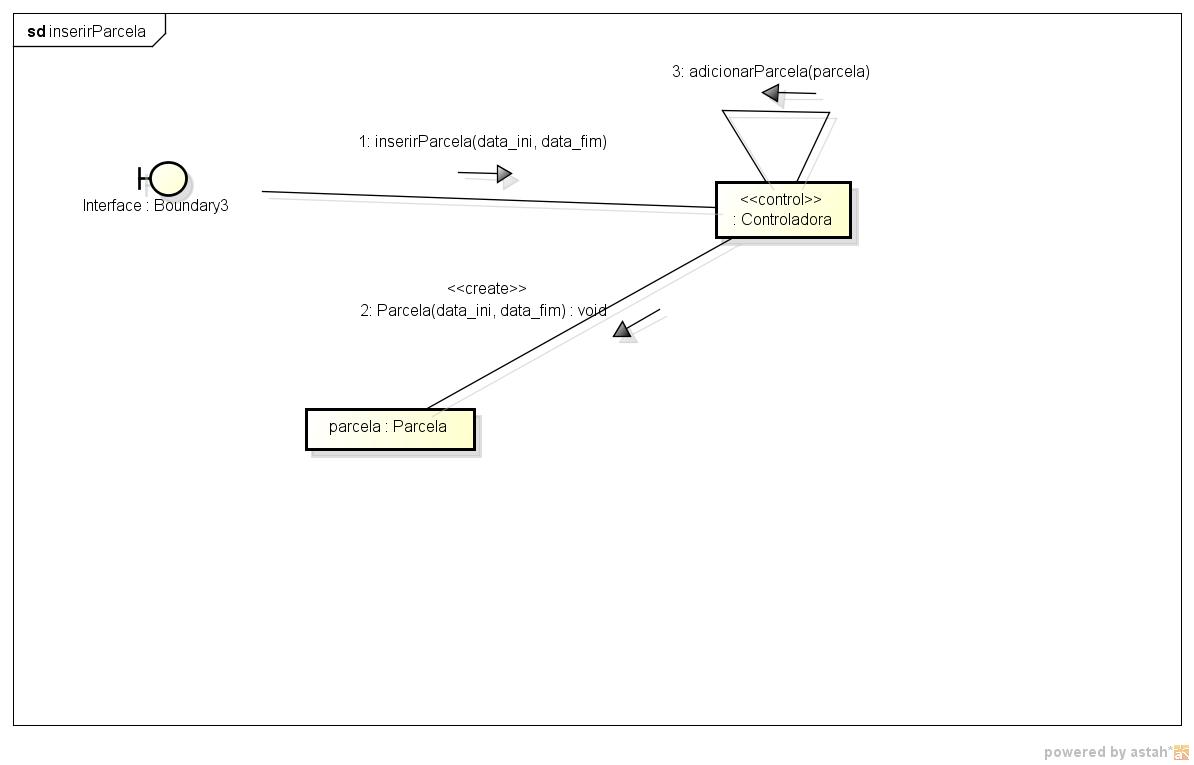 sd inserirParcela
3: adicionarParcela(parcela)
1: inserirParcela(data_ini, data_fim)
Interface : Boundary3
<<control>>
: Controladora
<<create>>
2: Parcela(data_ini, data_fim) : void
parcela : Parcela
powered by astah*